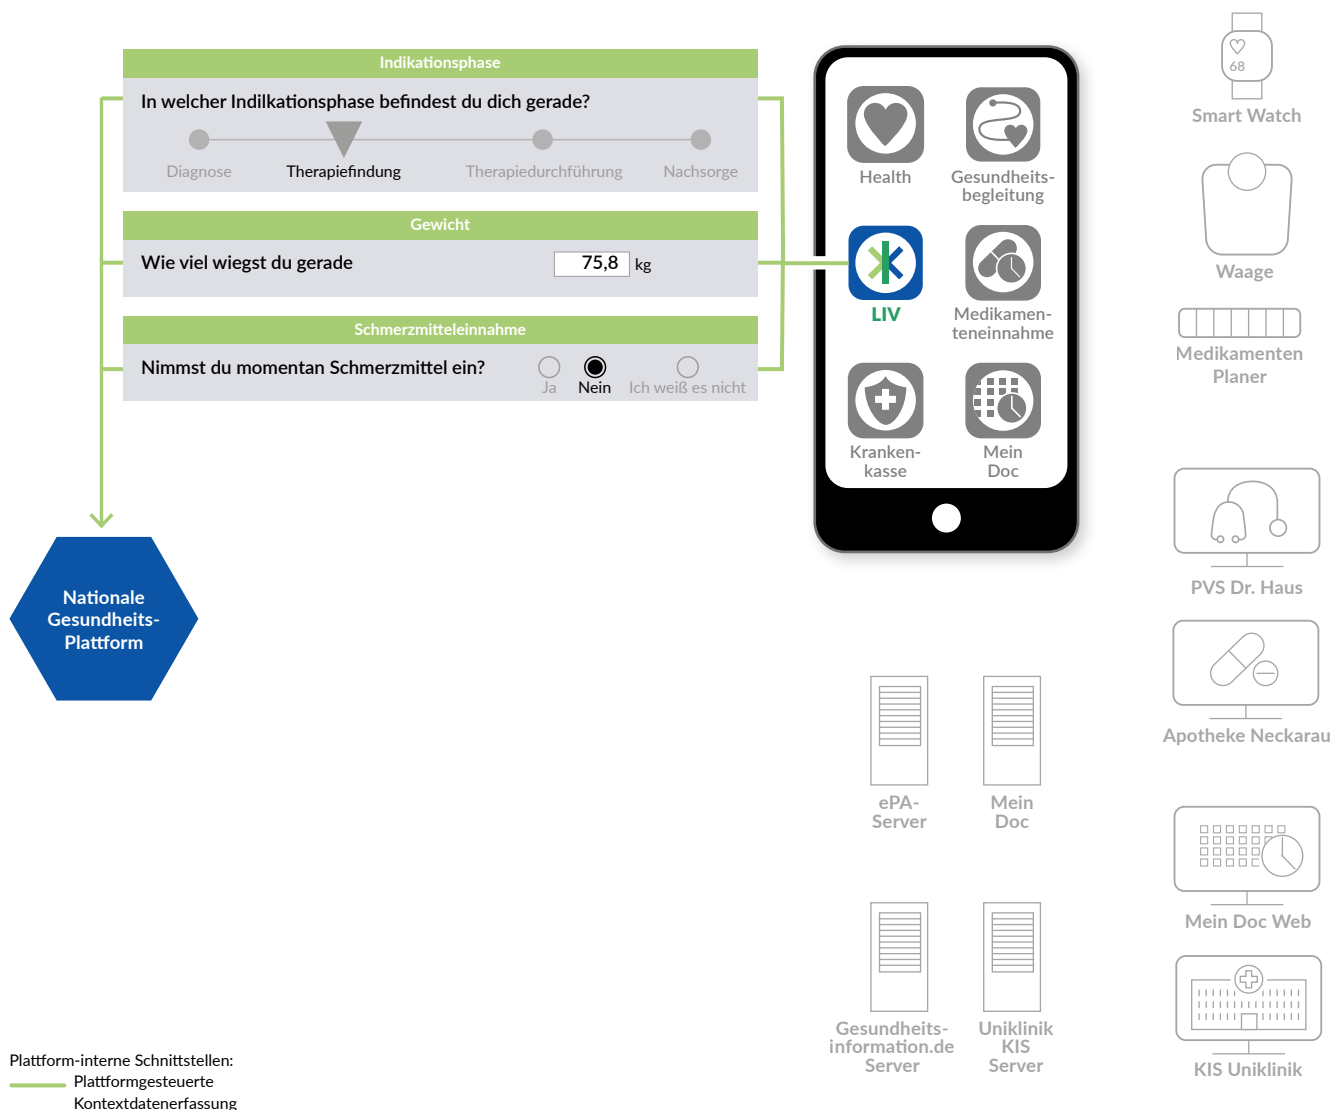 Indikationsphase
In welcher Indilkationsphase befindest du dich gerade?
Diagnose
Therapiefindung
Therapiedurchführung
Nachsorge
Gewicht
Wie viel wiegst du gerade
75,8 kg
Schmerzmitteleinnahme
Nimmst du momentan Schmerzmittel ein?
Ja
Nein
Ich weiß es nicht
Nationale
Gesundheits-
Plattform
Health
Gesundheits-
begleitung
LIV
Medikamen-
teneinnahme
Kranken-
kasse
Mein
Doc
68
Smart Watch
Waage
Medikamenten
Planer
PVS Dr. Haus
Apotheke Neckarau
Mein Doc Web
KIS Uniklinik
ePA-
Server
Mein
Doc
Gesundheits-
information.de
Server
Uniklinik
KIS
Server
Plattform-interne Schnittstellen:
Plattformgesteuerte
Kontextdatenerfassung